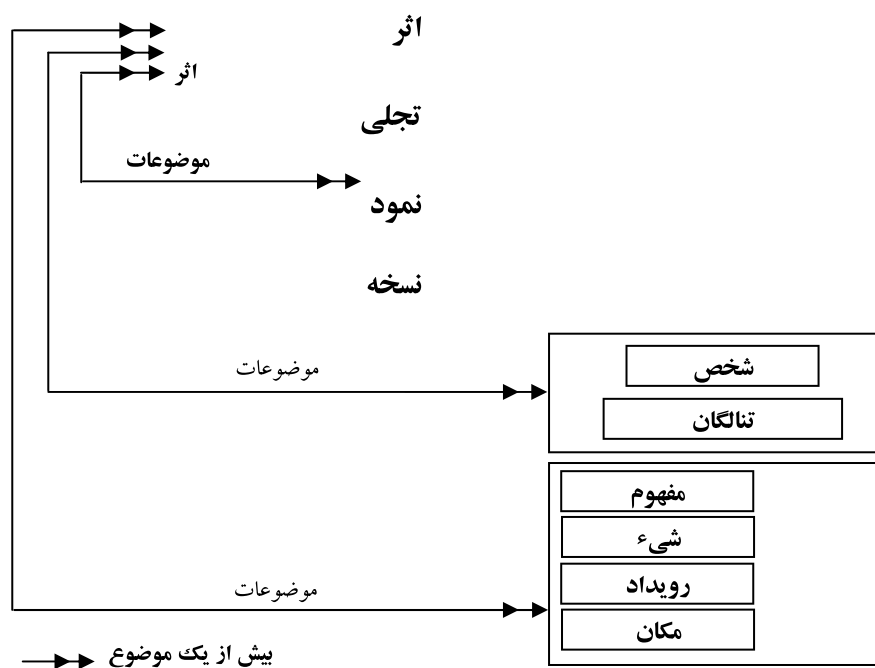 اثر
اثر
تجلی
موضوعات
نمود
نسخه
موضوعات
شخص
تنالگان
مفهوم
شیء
رویداد
موضوعات
مکان
بیش از یک موضوع